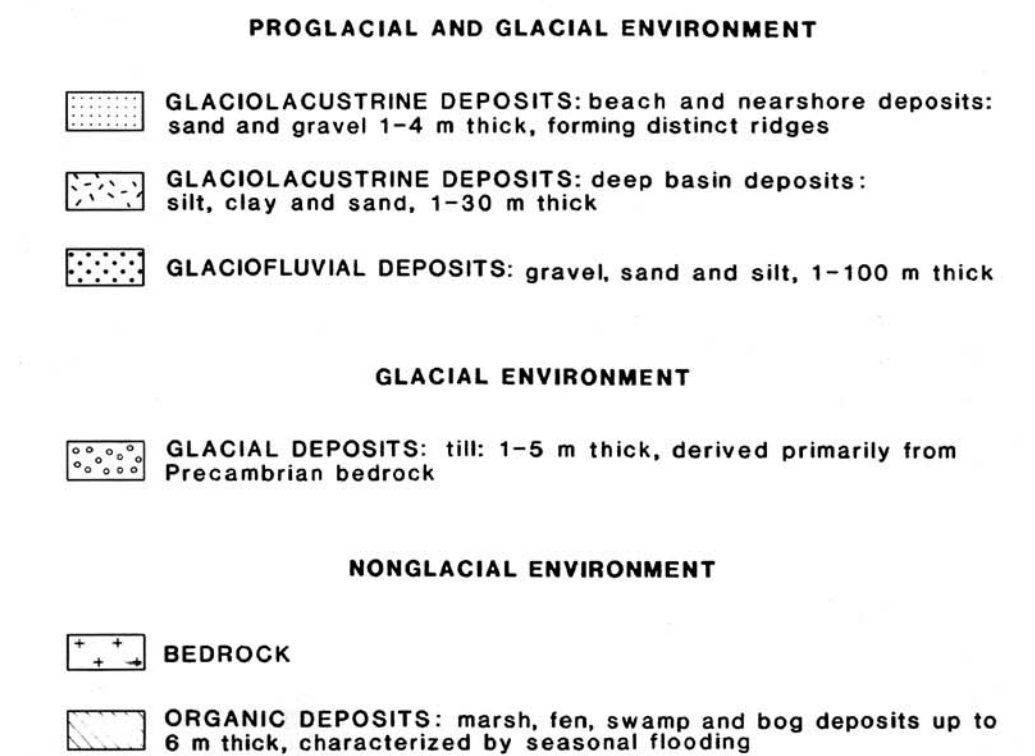 PROGLACIAL AND GLACIAL ENVIRONMENT
GLACIOLACUSTRINE DEPOSITS: beach and nearshore deposits:
sand and gravel 1-4 m thick, forming distinct ridges
GLACIOLACUSTRINE DEPOSITS: deep basin deposits:
silt, clay and sand, 1-30 m thick
GLACIOFLUVIAL DEPOSITS: gravel, sand and silt, 1-100 m thick
GLACIAL ENVIRONMENT
GLACIAL DEPOSITS: till: 1-5 m thick, derived primarily from
Precambrian bedrock
NONGLACIAL ENVIRONMENT
BEDROCK
ORGANIC DEPOSITS: marsh, fen, swamp and bog deposits up to
6 m thick, characterized by seasonal flooding